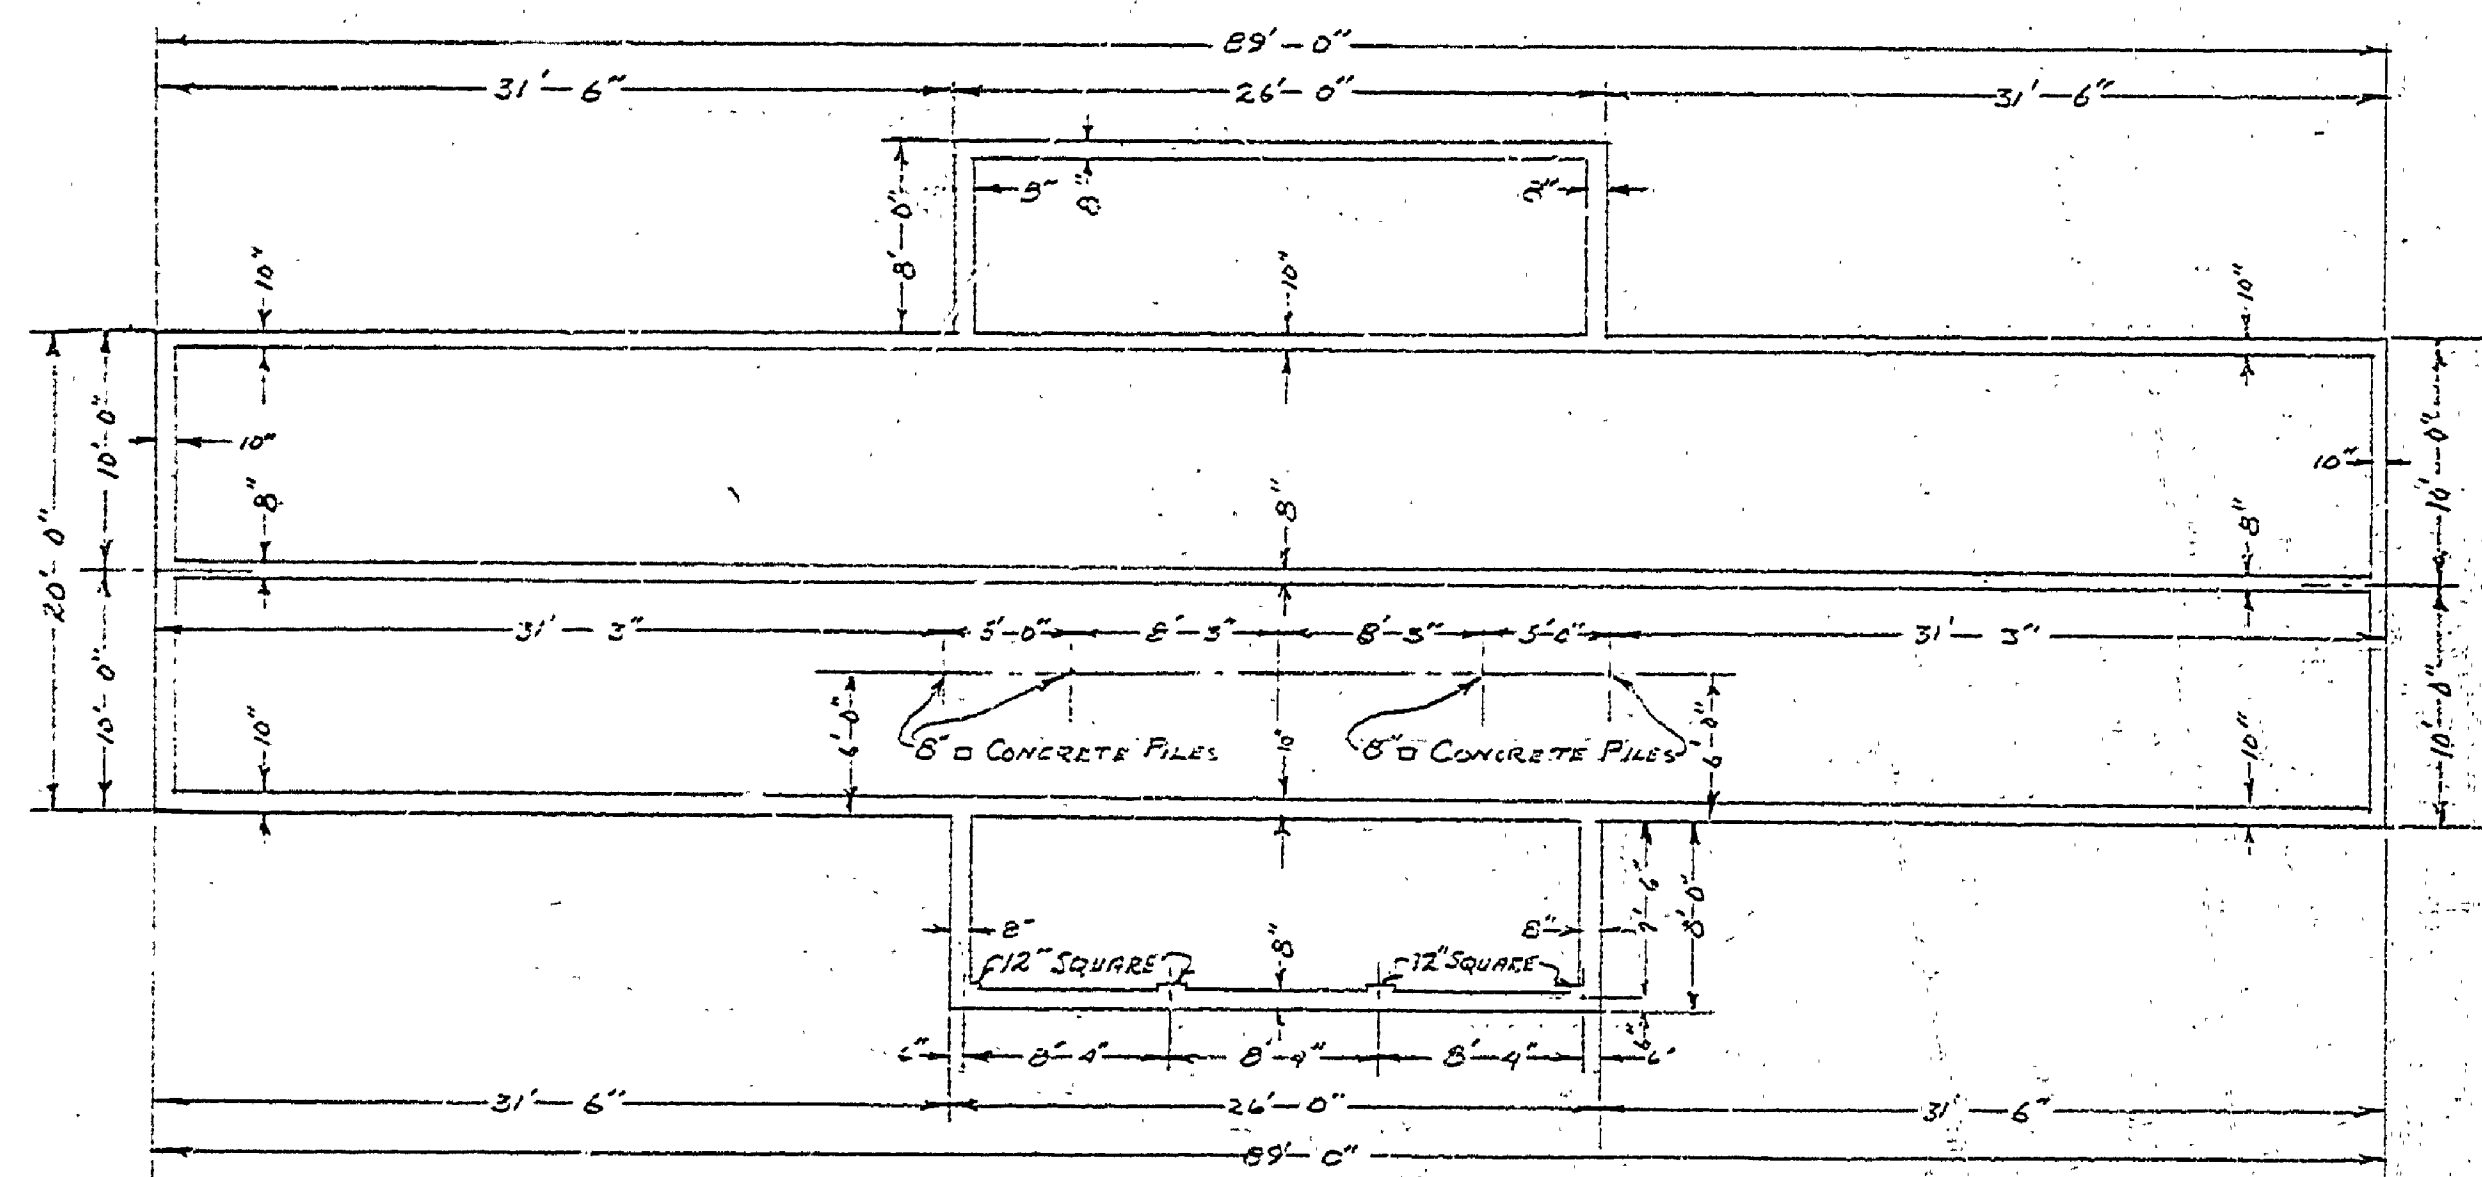 89'-0"
31'-6" 26'-0" 31'-6"
8'-0" 8" 8" 8"
10" 10" 10"
20'-0" 10'-0" 10" 10" 10'-0"
8" 8" 8"
31'-3" 5'-0" 8'-3" 8'-3" 5'-0" 31'-3"
10'-0" 10" 6'-0" 10" 6'-0" 10" 10'-0"
8" □ CONCRETE PILES 8" □ CONCRETE PILES
8" 8" 8" 7'-6" 8'-0"
12" SQUARE 12" SQUARE
6" 8'-4" 8'-4" 8'-4" 6" 6"
31'-6" 26'-0" 31'-6"
89'-0"